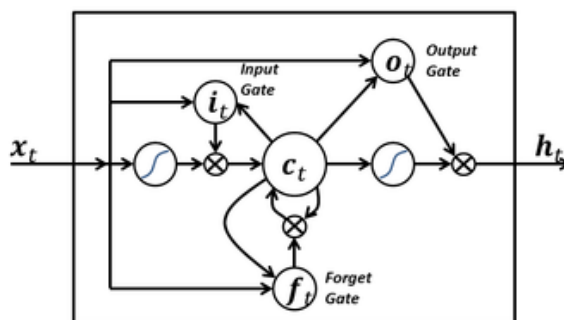 Output
Gate
o_t
Input
Gate
i_t
x_t
c_t
h_t
f_t
Forget
Gate